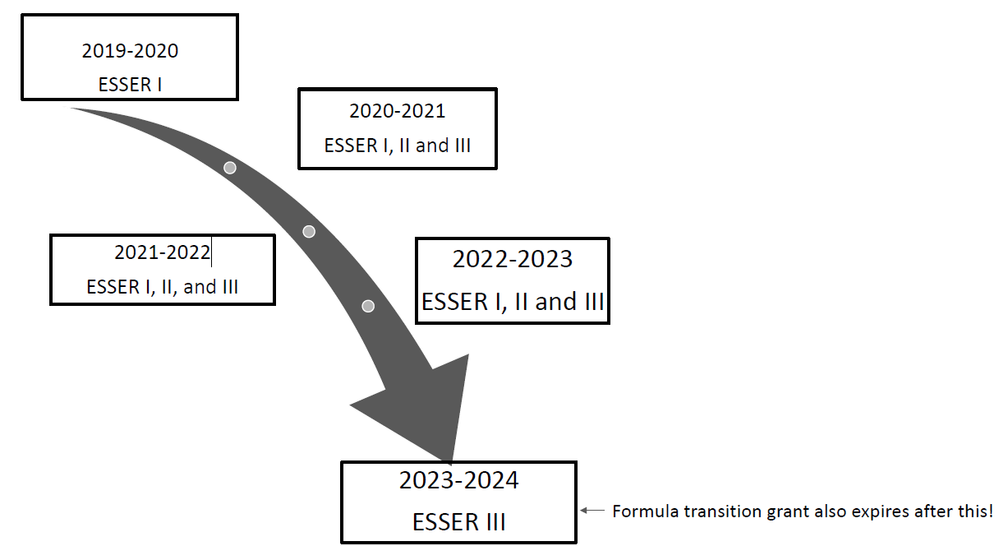 2019-2020
ESSER I
2020-2021
ESSER I, II and III
2021-2022
ESSER I, II, and III
2022-2023
ESSER I, II and III
2023-2024
ESSER III
Formula transition grant also expires after this!